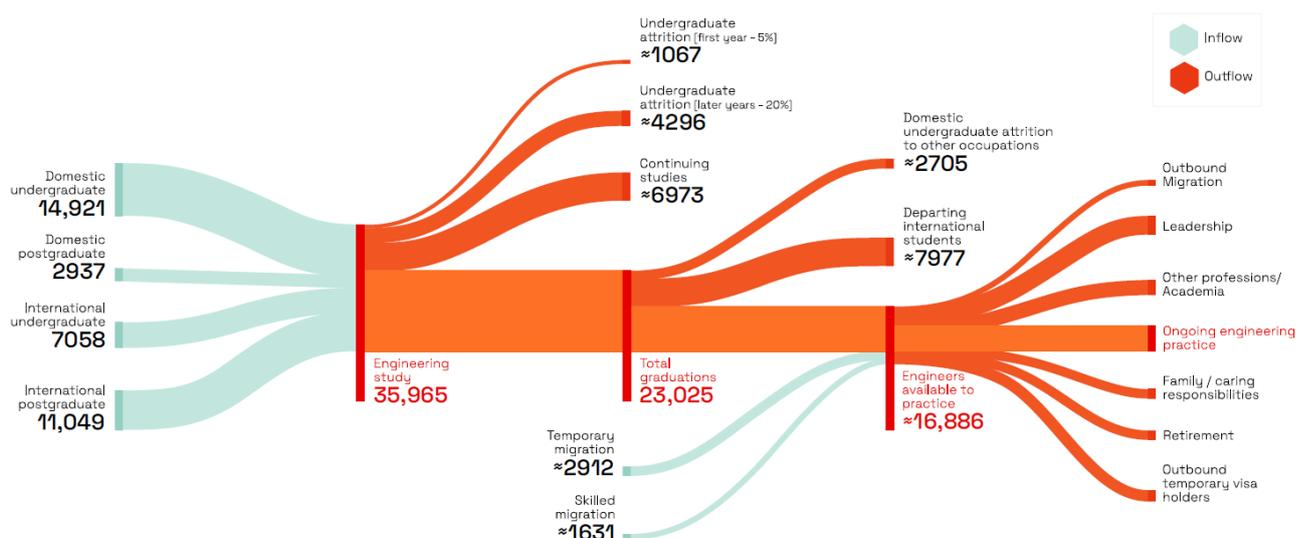 Undergraduate
attrition [first year - 5%]
≈1067
Inflow
Outflow
Undergraduate
attrition [later years - 20%]
≈4296
Domestic
undergraduate attrition
to other occupations
≈2705
Continuing
studies
≈6973
Domestic
undergraduate
14,921
Outbound
Migration
Departing
international
students
≈7977
Leadership
Domestic
postgraduate
2937
Other professions/
Academia
International
undergraduate
7058
Ongoing engineering
practice
Engineering
study
35,965
Total
graduations
23,025
Engineers
available to
practice
≈16,886
Family / caring
responsibilities
International
postgraduate
11,049
Temporary
migration
≈2912
Retirement
Outbound
temporary visa
holders
Skilled
migration
≈1631